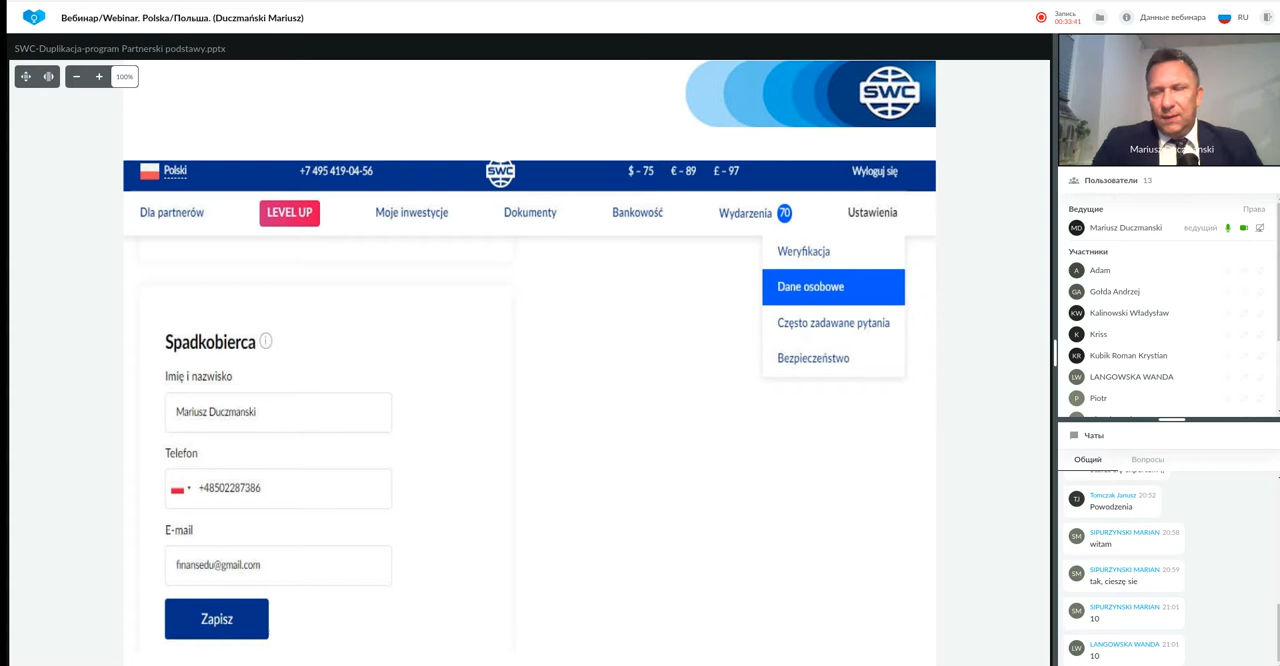 Вебинар/Webinar. Polska/Польша. (Duczmański Mariusz)
Запись
00:33:41
Данные вебинара
RU
SWC-Duplikacja-program Partnerski podstawy.pptx
100%
SWC
Polski
+7 495 419-04-56
SWC
$ – 75
€ – 89
£ – 97
Wyloguj się
Dla partnerów
LEVEL UP
Moje inwestycje
Dokumenty
Bankowość
Wydarzenia 70
Ustawienia
Weryfikacja
Dane osobowe
Często zadawane pytania
Bezpieczeństwo
Spadkobierca
Imię i nazwisko
Mariusz Duczmanski
Telefon
+48502287386
E-mail
finansedu@gmail.com
Zapisz
Пользователи 13
Ведущие
Права
MD Mariusz Duczmanski ведущий
Участники
A Adam
GA Gołda Andrzej
KW Kalinowski Władysław
K Kriss
KR Kubik Roman Krystian
LW LANGOWSKA WANDA
P Piotr
Чаты
Общий
Вопросы
TJ Tomczak Janusz 20:52
Powodzenia
SM SIPURZYNSKI MARIAN 20:58
witam
SM SIPURZYNSKI MARIAN 20:59
tak, cieszę sie
SM SIPURZYNSKI MARIAN 21:01
10
LW LANGOWSKA WANDA 21:01
10